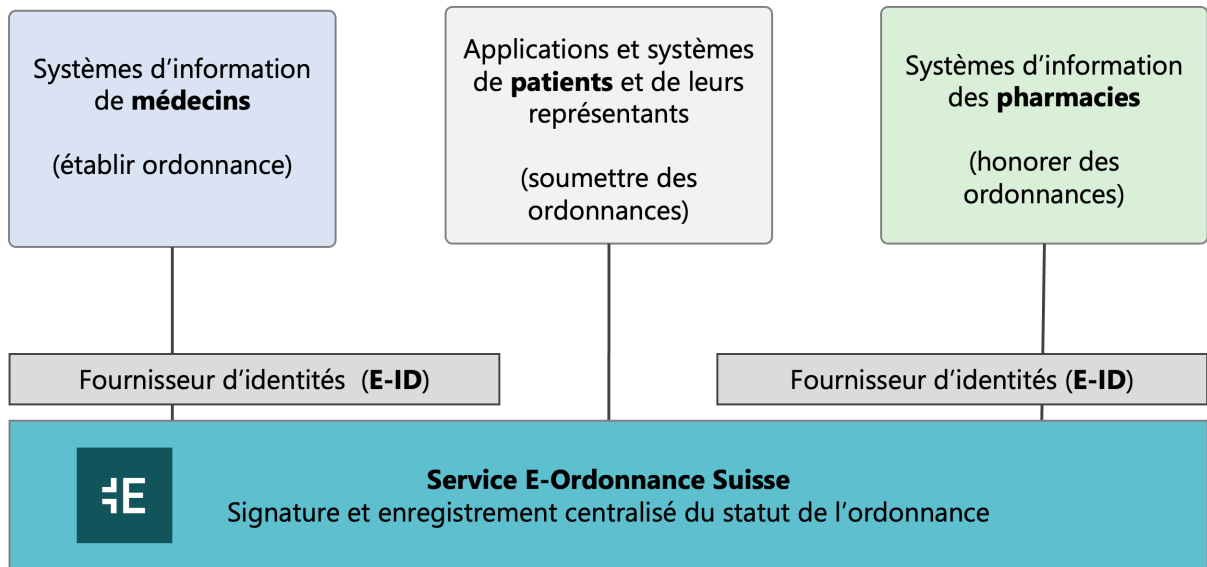 Systèmes d’information
de médecins
(établir ordonnance)
Applications et systèmes
de patients et de leurs
représentants
(soumettre des
ordonnances)
Systèmes d’information
des pharmacies
(honorer des
ordonnances)
Fournisseur d’identités  (E-ID)
Fournisseur d’identités (E-ID)
E
Service E-Ordonnance Suisse
Signature et enregistrement centralisé du statut de l’ordonnance